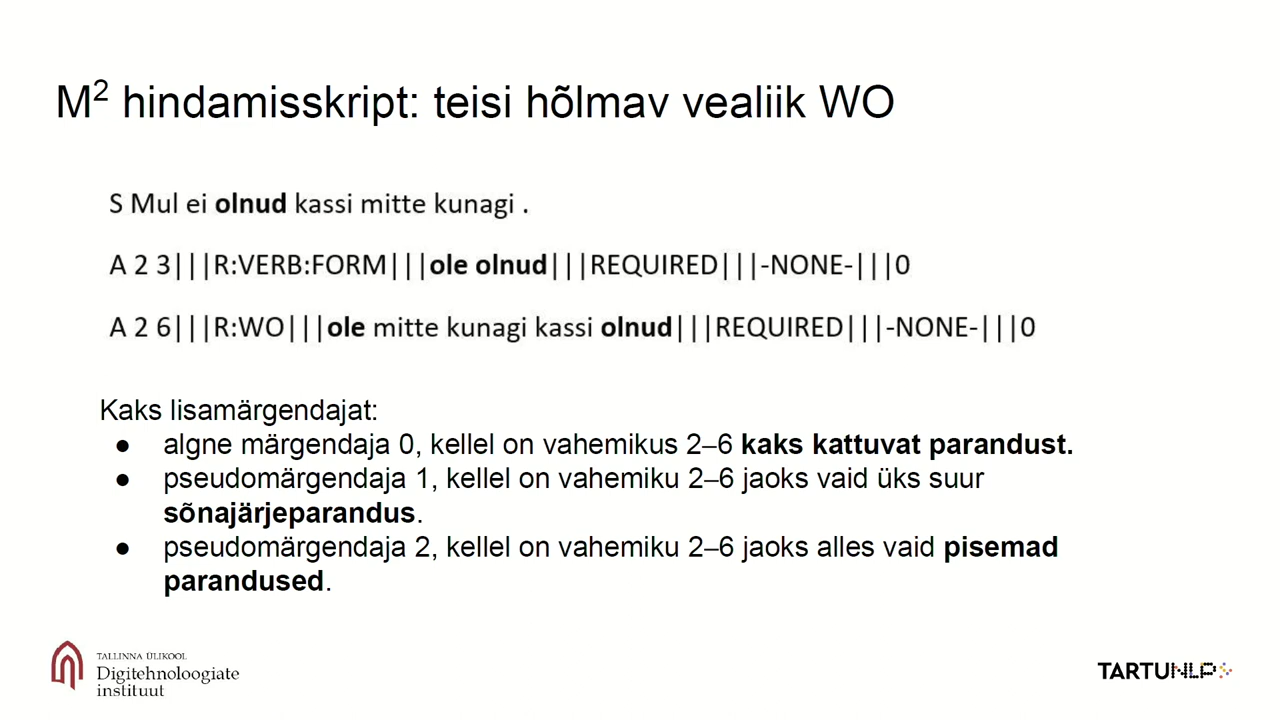 M² hindamisskript: teisi hõlmav vealiik WO
S Mul ei olnud kassi mitte kunagi .
A 2 3|||R:VERB:FORM|||ole olnud|||REQUIRED|||-NONE-|||0
A 2 6|||R:WO|||ole mitte kunagi kassi olnud|||REQUIRED|||-NONE-|||0
Kaks lisamärgendajat:
● algne märgendaja 0, kellel on vahemikus 2–6 kaks kattuvat parandust.
● pseudomärgendaja 1, kellel on vahemiku 2–6 jaoks vaid üks suur
sõnajärjeparandus.
● pseudomärgendaja 2, kellel on vahemiku 2–6 jaoks alles vaid pisemad
parandused.
TALLINNA ÜLIKOOL
Digitehnoloogiate
instituut
TARTUNLP